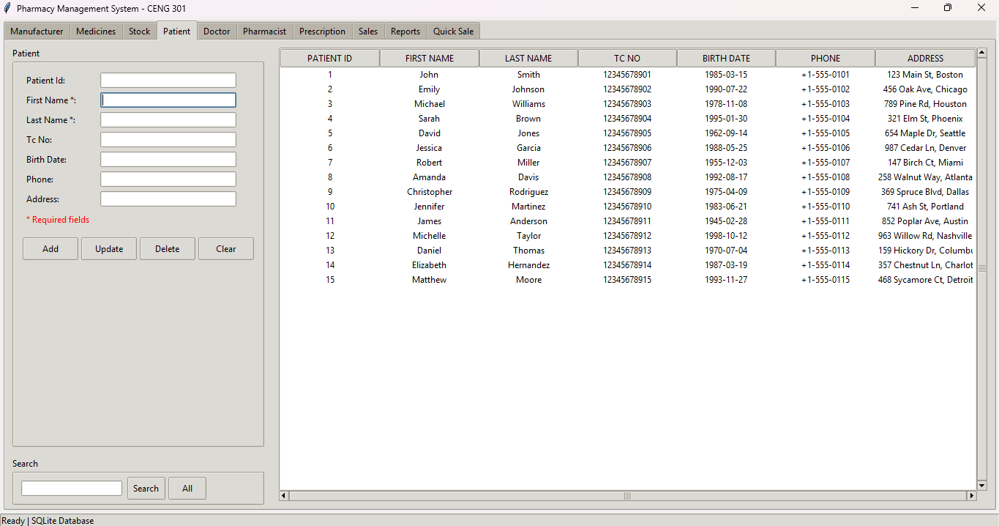 Pharmacy Management System - CENG 301
Manufacturer Medicines Stock Patient Doctor Pharmacist Prescription Sales Reports Quick Sale
Patient
Patient Id:
First Name *:
Last Name *:
Tc No:
Birth Date:
Phone:
Address:
* Required fields
Add Update Delete Clear
Search
Search All
PATIENT ID FIRST NAME LAST NAME TC NO BIRTH DATE PHONE ADDRESS
1 John Smith 12345678901 1985-03-15 +1-555-0101 123 Main St, Boston
2 Emily Johnson 12345678902 1990-07-22 +1-555-0102 456 Oak Ave, Chicago
3 Michael Williams 12345678903 1978-11-08 +1-555-0103 789 Pine Rd, Houston
4 Sarah Brown 12345678904 1995-01-30 +1-555-0104 321 Elm St, Phoenix
5 David Jones 12345678905 1962-09-14 +1-555-0105 654 Maple Dr, Seattle
6 Jessica Garcia 12345678906 1988-05-25 +1-555-0106 987 Cedar Ln, Denver
7 Robert Miller 12345678907 1955-12-03 +1-555-0107 147 Birch Ct, Miami
8 Amanda Davis 12345678908 1992-08-17 +1-555-0108 258 Walnut Way, Atlanta
9 Christopher Rodriguez 12345678909 1975-04-09 +1-555-0109 369 Spruce Blvd, Dallas
10 Jennifer Martinez 12345678910 1983-06-21 +1-555-0110 741 Ash St, Portland
11 James Anderson 12345678911 1945-02-28 +1-555-0111 852 Poplar Ave, Austin
12 Michelle Taylor 12345678912 1998-10-12 +1-555-0112 963 Willow Rd, Nashville
13 Daniel Thomas 12345678913 1970-07-04 +1-555-0113 159 Hickory Dr, Columbu
14 Elizabeth Hernandez 12345678914 1987-03-19 +1-555-0114 357 Chestnut Ln, Charlot
15 Matthew Moore 12345678915 1993-11-27 +1-555-0115 468 Sycamore Ct, Detroit
Ready | SQLite Database